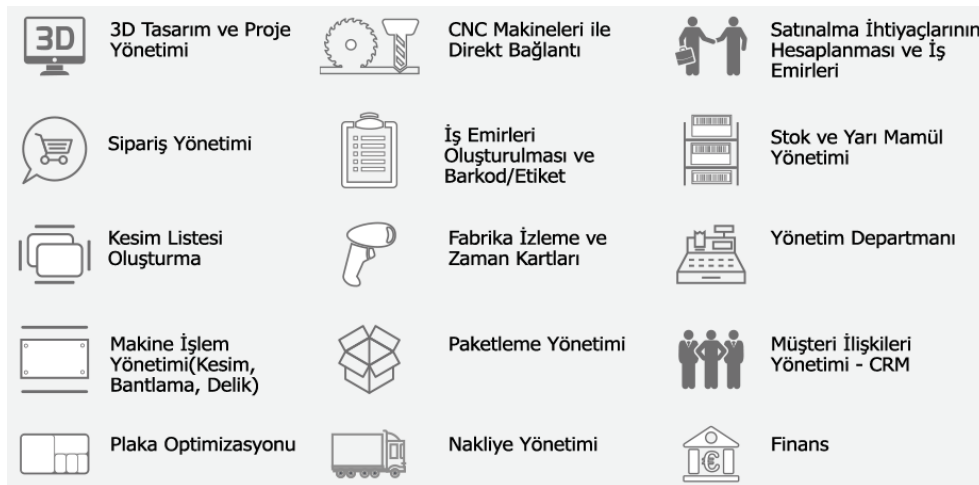 3D
3D Tasarım ve Proje
Yönetimi
CNC Makineleri ile
Direkt Bağlantı
Satınalma İhtiyaçlarının
Hesaplanması ve İş
Emirleri
Sipariş Yönetimi
İş Emirleri
Oluşturulması ve
Barkod/Etiket
Stok ve Yarı Mamül
Yönetimi
Kesim Listesi
Oluşturma
Fabrika İzleme ve
Zaman Kartları
Yönetim Departmanı
Makine İşlem
Yönetimi(Kesim,
Bantlama, Delik)
Paketleme Yönetimi
Müşteri İlişkileri
Yönetimi - CRM
Plaka Optimizasyonu
Nakliye Yönetimi
€
Finans